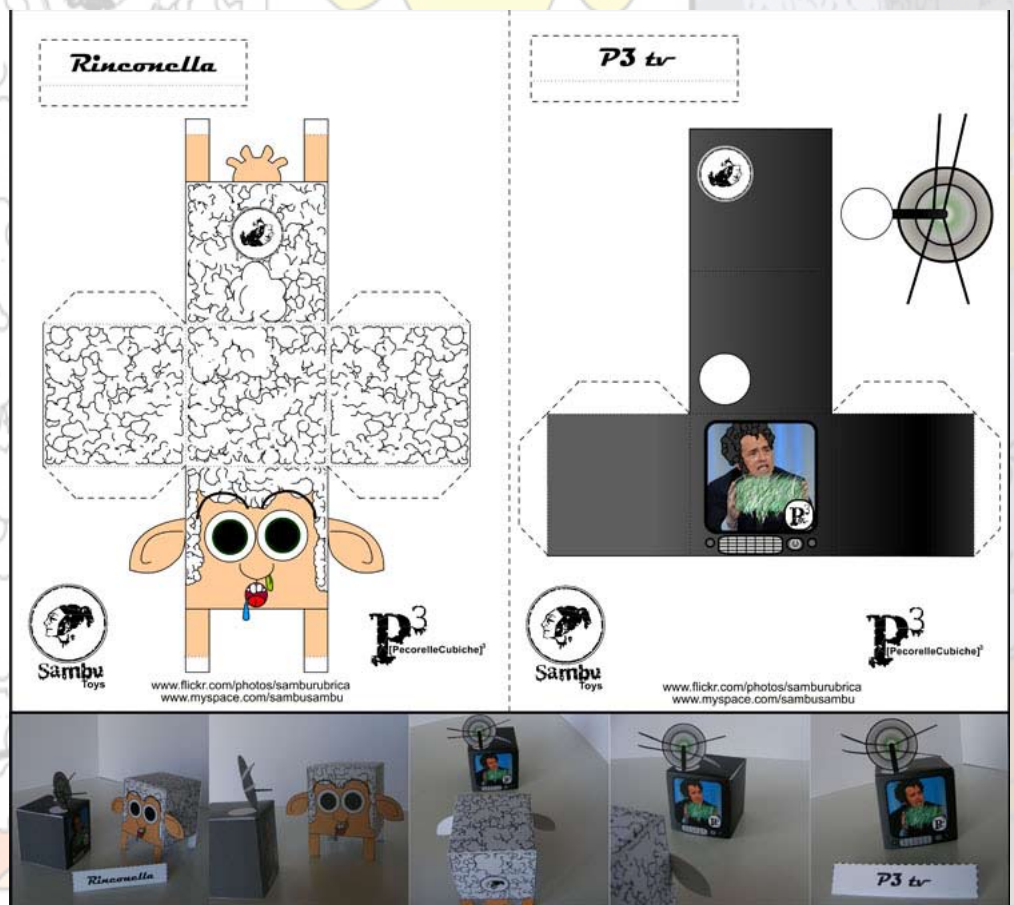 Rinconella
P3 tv
P3
Sambu
Toys
P3
[PecorelleCubiche]3
www.flickr.com/photos/samburubrica
www.myspace.com/sambusambu
Sambu
Toys
P3
[PecorelleCubiche]3
www.flickr.com/photos/samburubrica
www.myspace.com/sambusambu
Rinconella
P3 tv